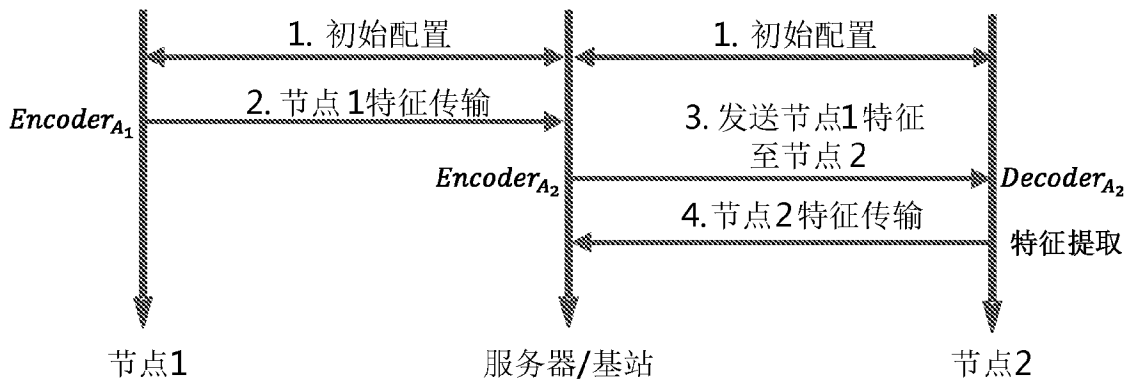 1. 初始配置
1. 初始配置
2. 节点1特征传输
Encoder_{A_1}
3. 发送节点1特征
至节点2
Encoder_{A_2}
Decoder_{A_2}
4. 节点2特征传输
特征提取
节点1
服务器/基站
节点2